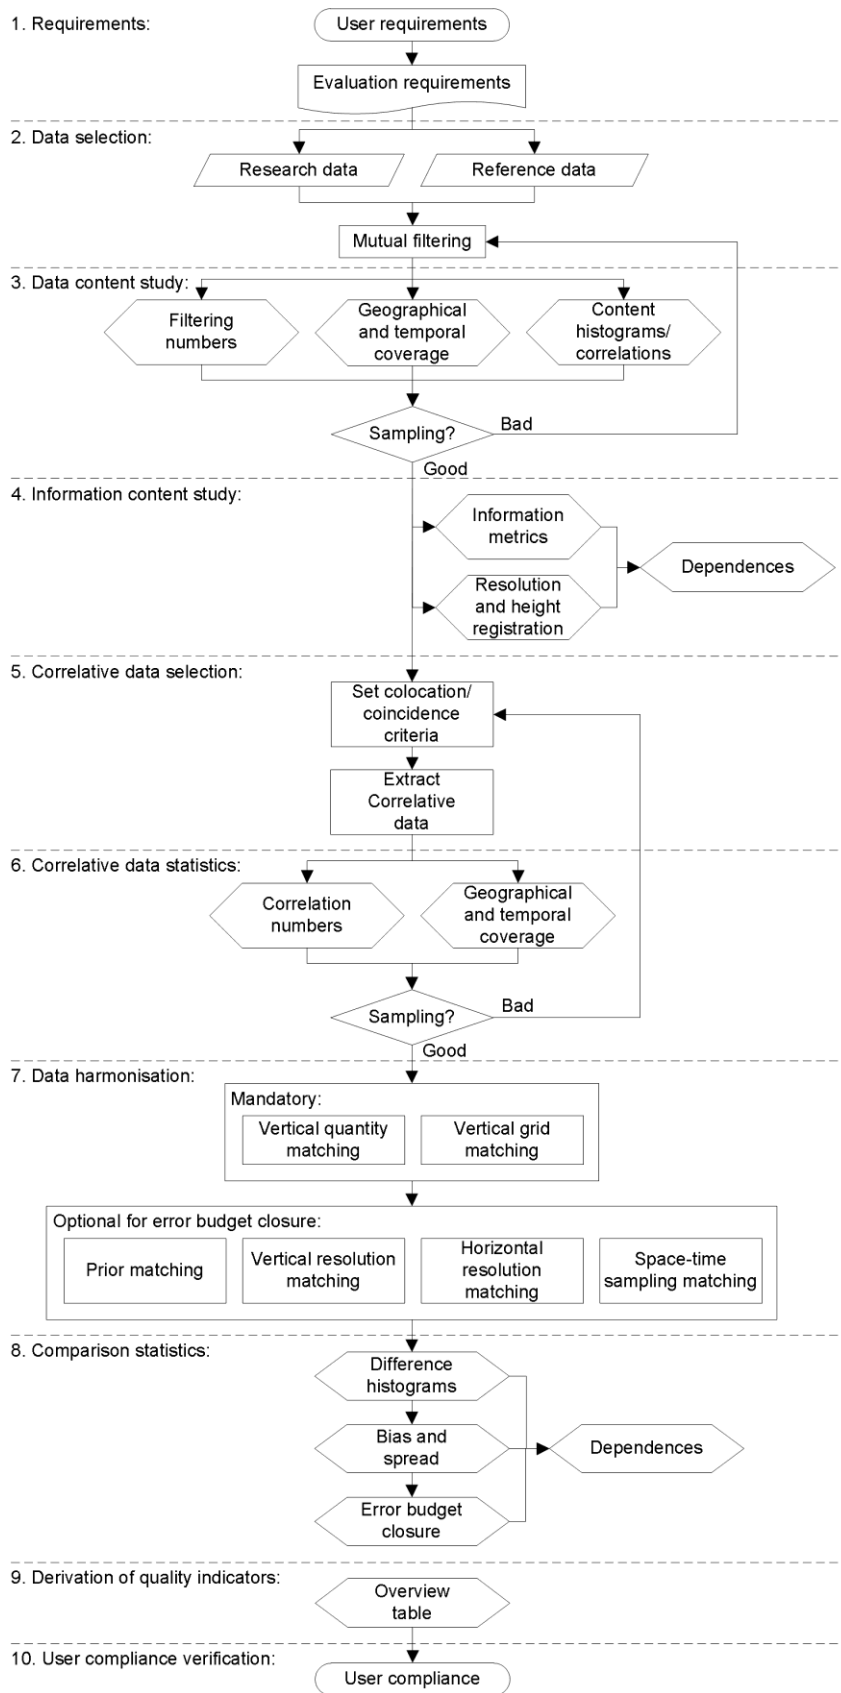 1. Requirements:
User requirements
Evaluation requirements
2. Data selection:
Research data
Reference data
Mutual filtering
3. Data content study:
Filtering
numbers
Geographical
and temporal
coverage
Content
histograms/
correlations
Sampling?
Bad
Good
4. Information content study:
Information
metrics
Dependences
Resolution
and height
registration
5. Correlative data selection:
Set colocation/
coincidence
criteria
Extract
Correlative
data
6. Correlative data statistics:
Correlation
numbers
Geographical
and temporal
coverage
Sampling?
Bad
Good
7. Data harmonisation:
Mandatory:
Vertical quantity
matching
Vertical grid
matching
Optional for error budget closure:
Prior matching
Vertical resolution
matching
Horizontal
resolution
matching
Space-time
sampling matching
8. Comparison statistics:
Difference
histograms
Bias and
spread
Dependences
Error budget
closure
9. Derivation of quality indicators:
Overview
table
10. User compliance verification:
User compliance